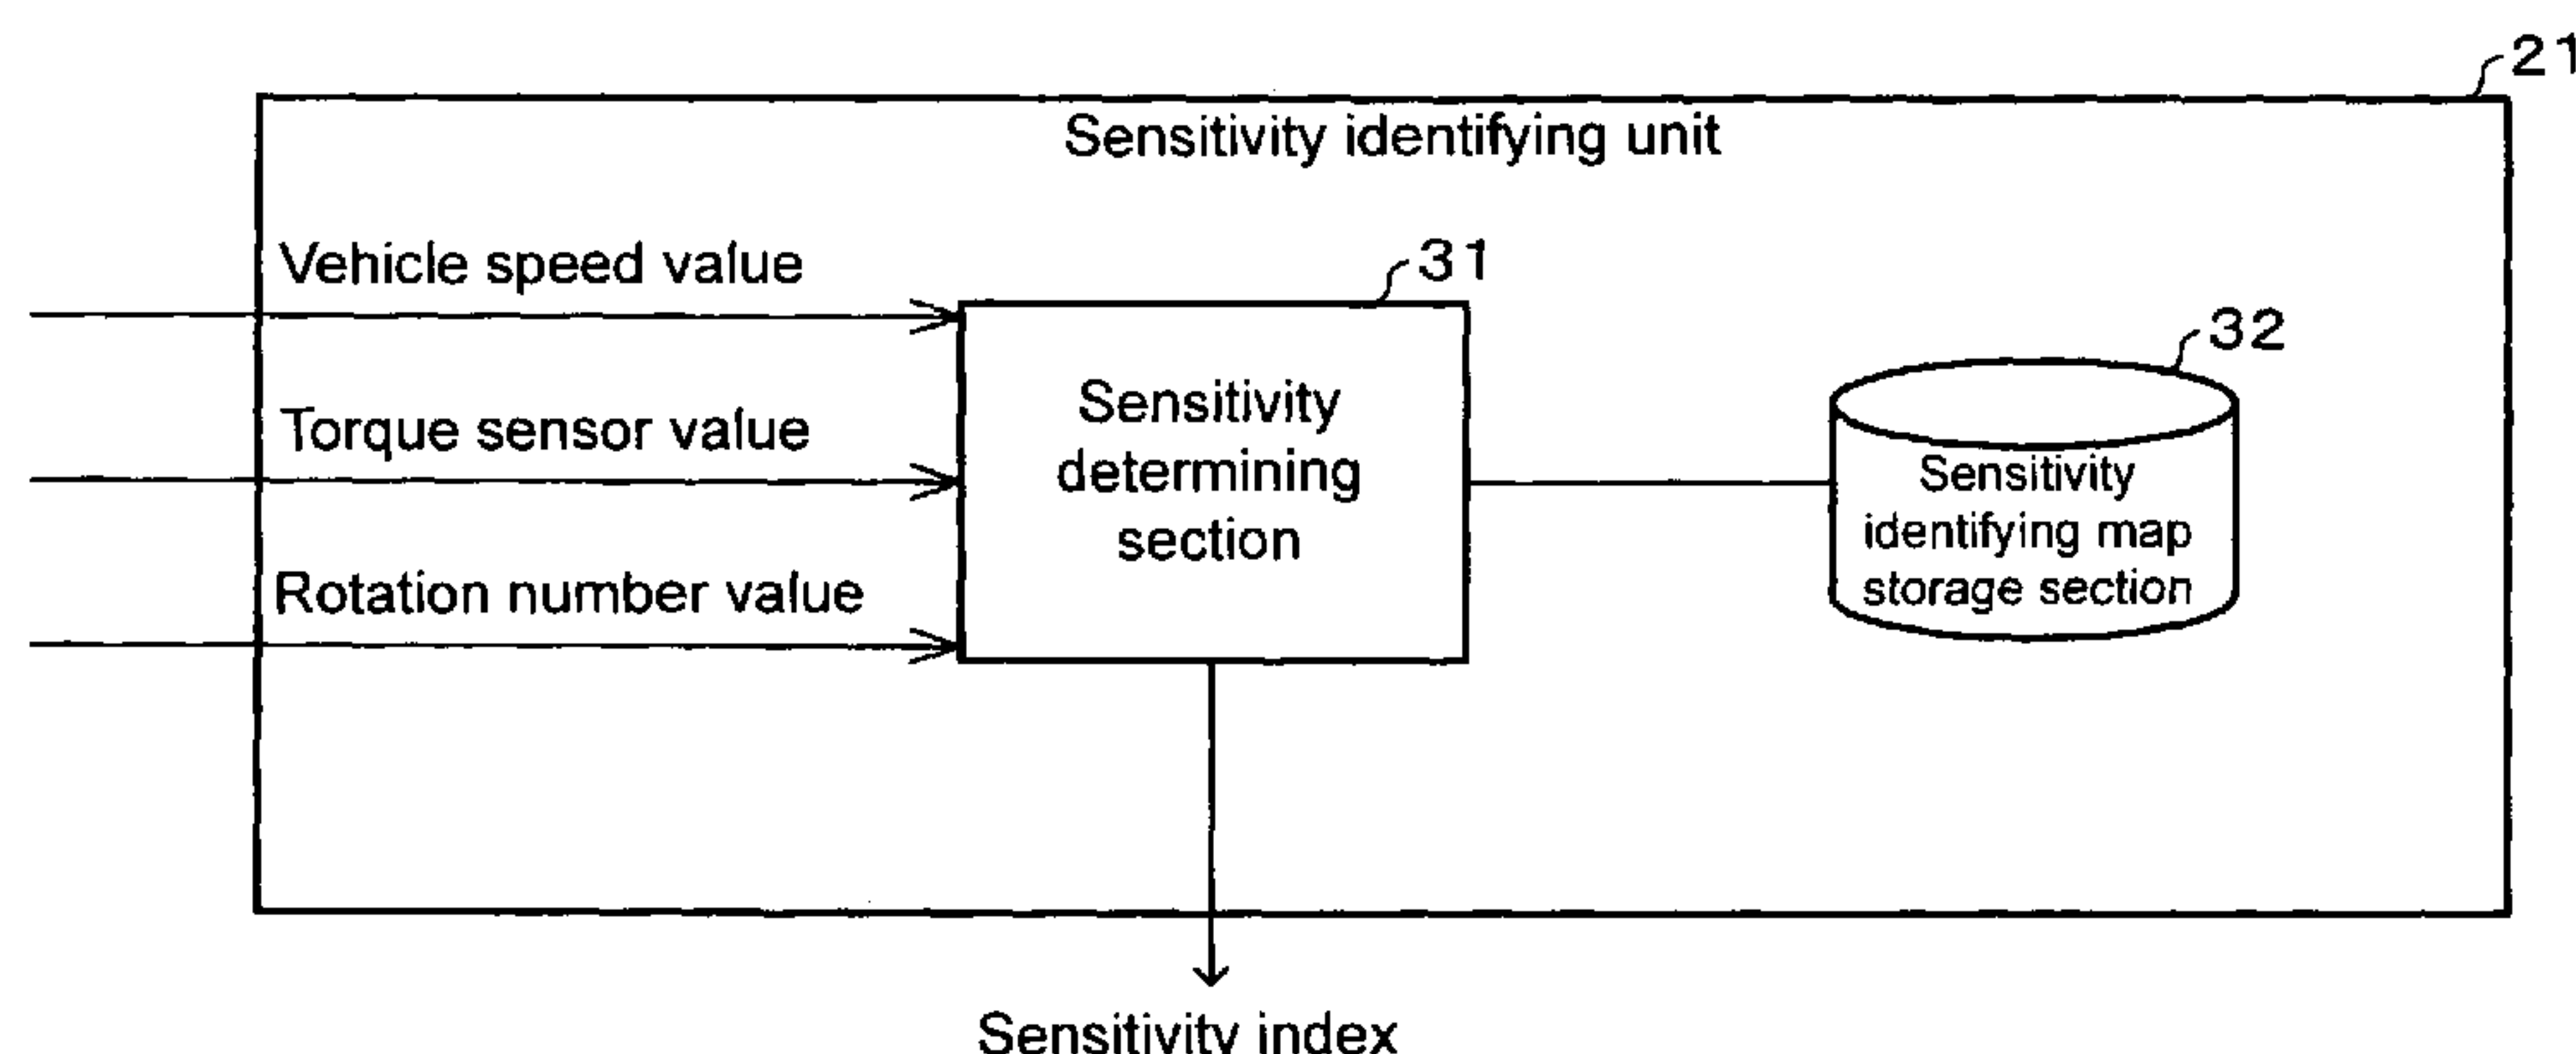 21
Sensitivity identifying unit
Vehicle speed value
31
32
Torque sensor value
Sensitivity
determining
section
Sensitivity
identifying map
storage section
Rotation number value
Sensitivity index